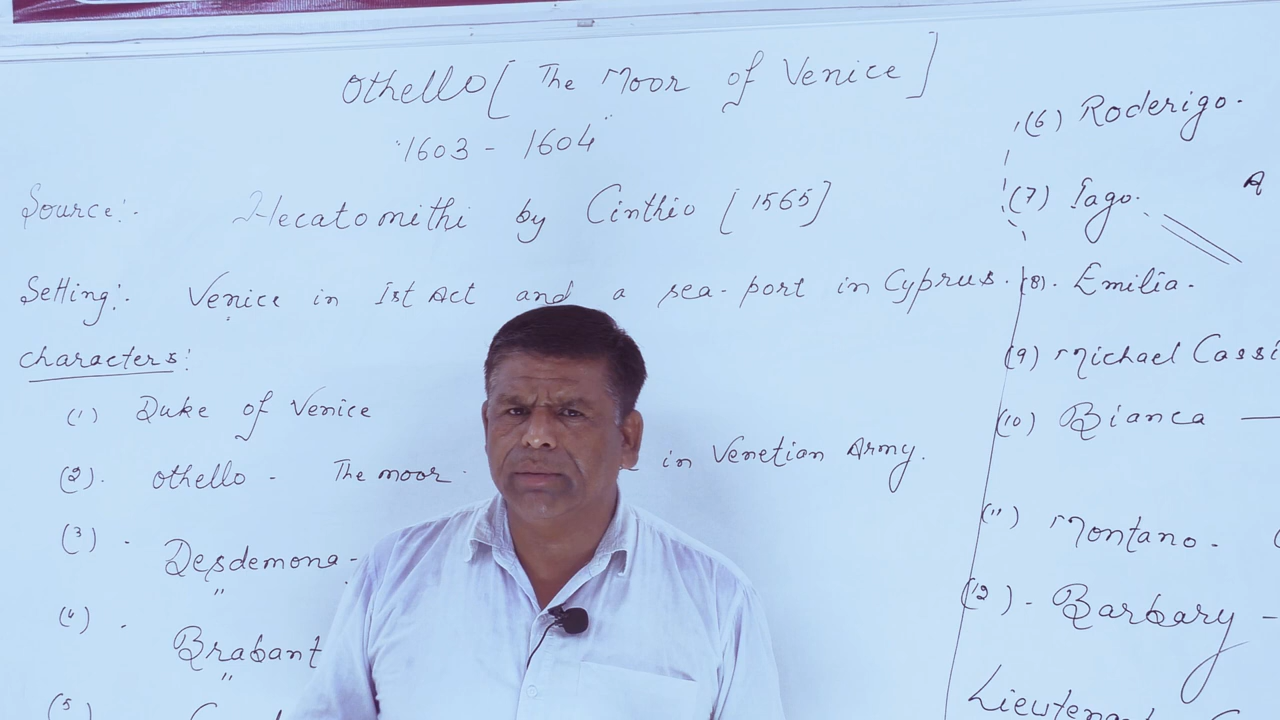 Othello [ The Moor of Venice ]
"1603 - 1604"
Source:- Hecatomithi by Cinthio [1565]
Setting:- Venice in Ist Act and a sea-port in Cyprus.
characters:
(1) Duke of Venice
(2). Othello - The moor in Venetian Army.
(3) - Desdemona -
(4) - Brabant
(5)
(6) Roderigo.
(7) Iago.
A
(8). Emilia.
(9) Michael Cassi
(10) Bianca —
(11) Montano.
(12). Barbary -
Lieutenant